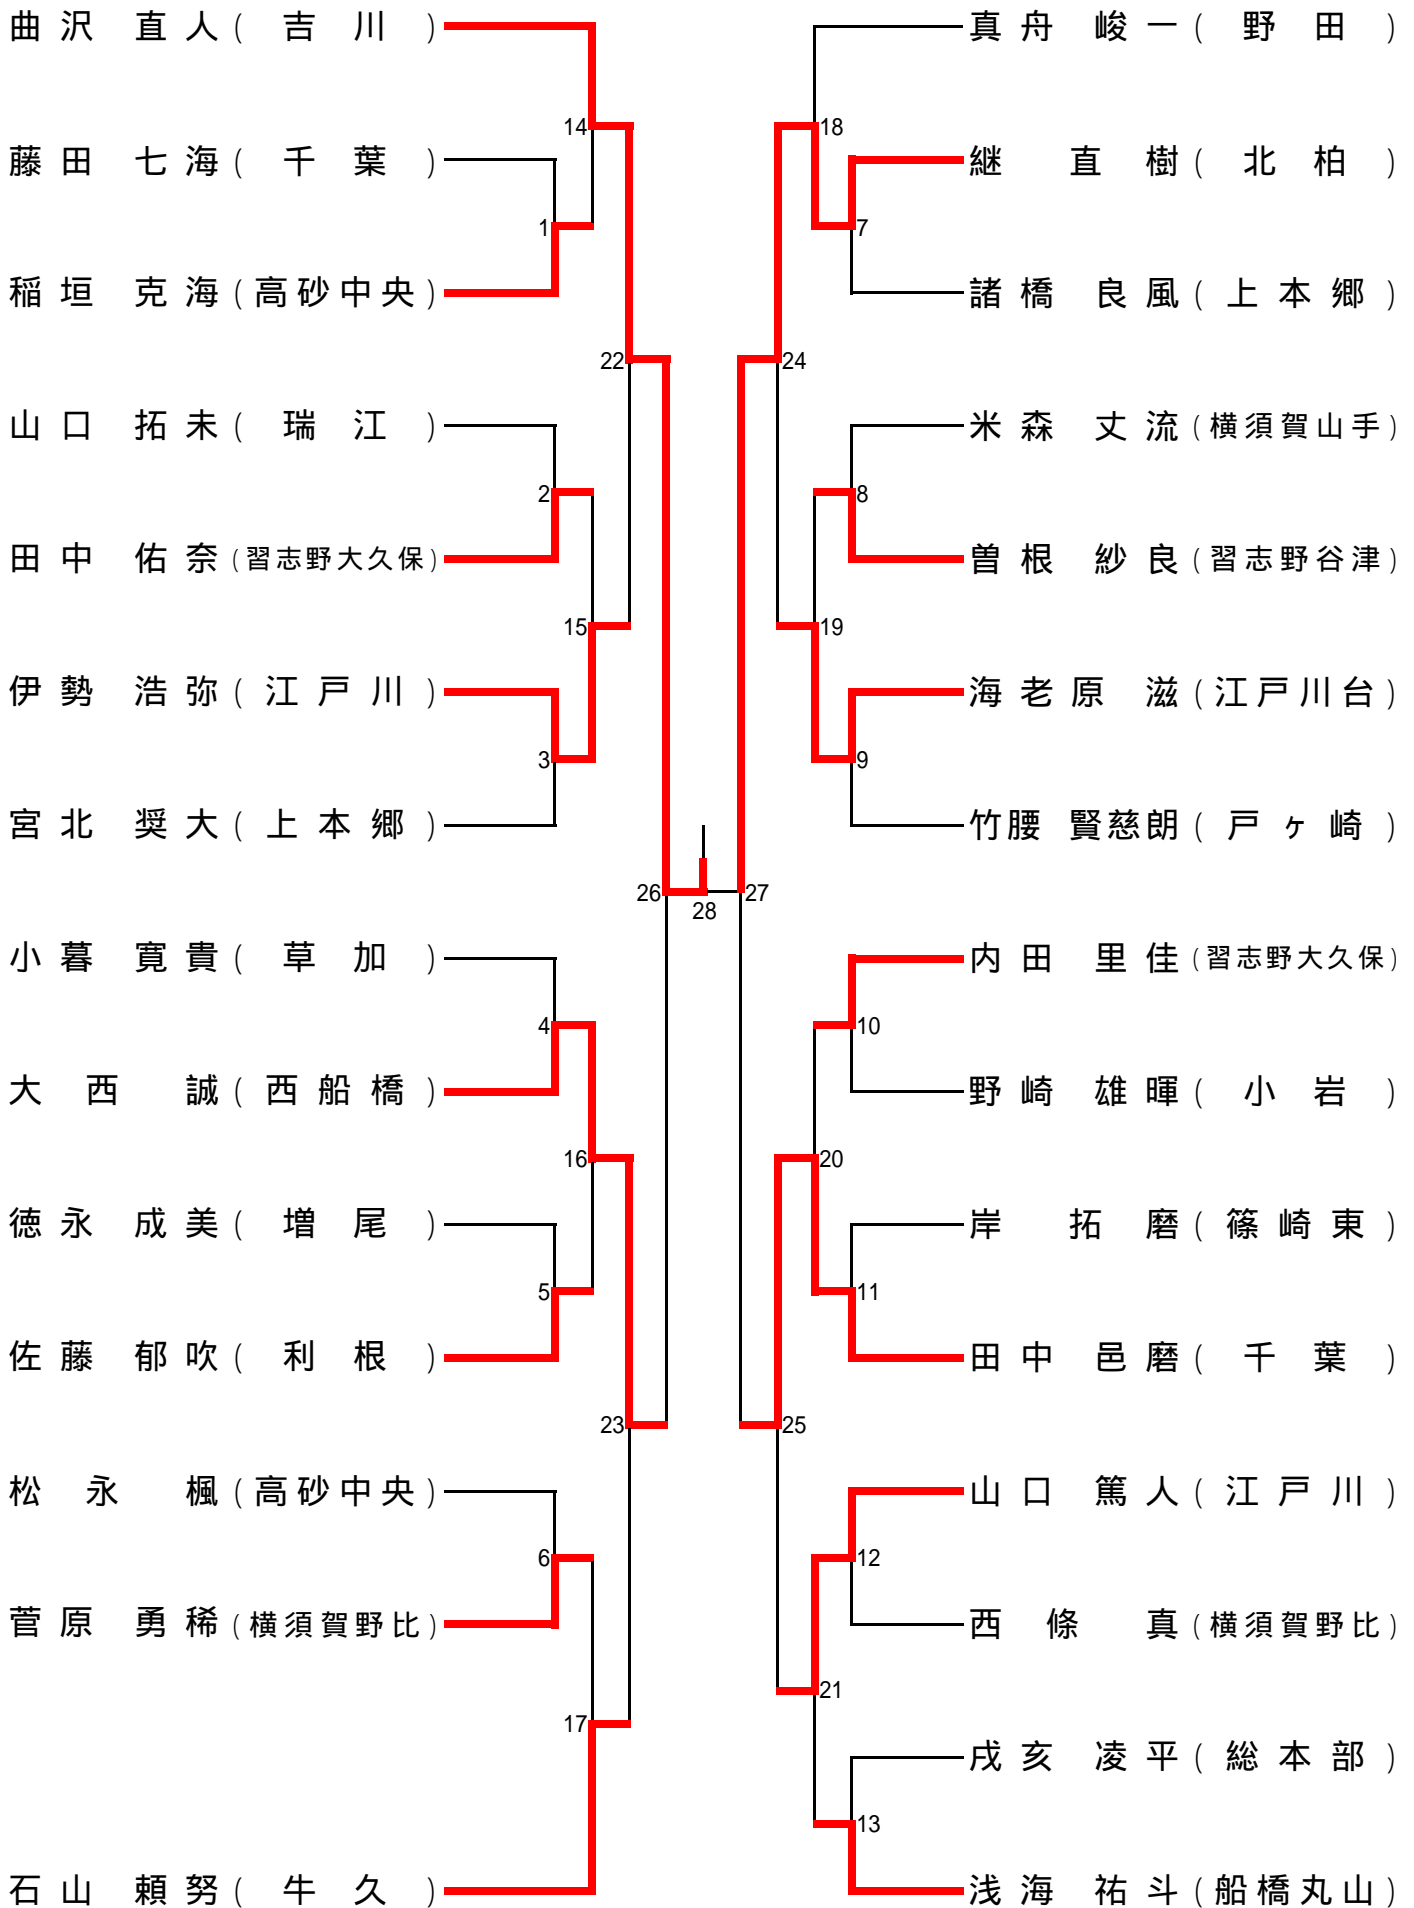 曲沢 直人(吉川)
真舟 峻一(野田)
14
18
藤田 七海(千葉)
継 直樹(北柏)
1
7
稲垣 克海(高砂中央)
諸橋 良風(上本郷)
22
24
山口 拓未(瑞江)
米森 丈流(横須賀山手)
2
8
田中 佑奈(習志野大久保)
曽根 紗良(習志野谷津)
15
19
伊勢 浩弥(江戸川)
海老原 滋(江戸川台)
3
9
宮北 奨大(上本郷)
竹腰 賢慈朗(戸ヶ崎)
26
27
28
小暮 寛貴(草加)
内田 里佳(習志野大久保)
4
10
大西 誠(西船橋)
野崎 雄暉(小岩)
16
20
徳永 成美(増尾)
岸 拓磨(篠崎東)
5
11
佐藤 郁吹(利根)
田中 邑磨(千葉)
23
25
松永 楓(高砂中央)
山口 篤人(江戸川)
6
12
菅原 勇稀(横須賀野比)
西條 真(横須賀野比)
21
17
戌亥 凌平(総本部)
13
石山 頼努(牛久)
浅海 祐斗(船橋丸山)